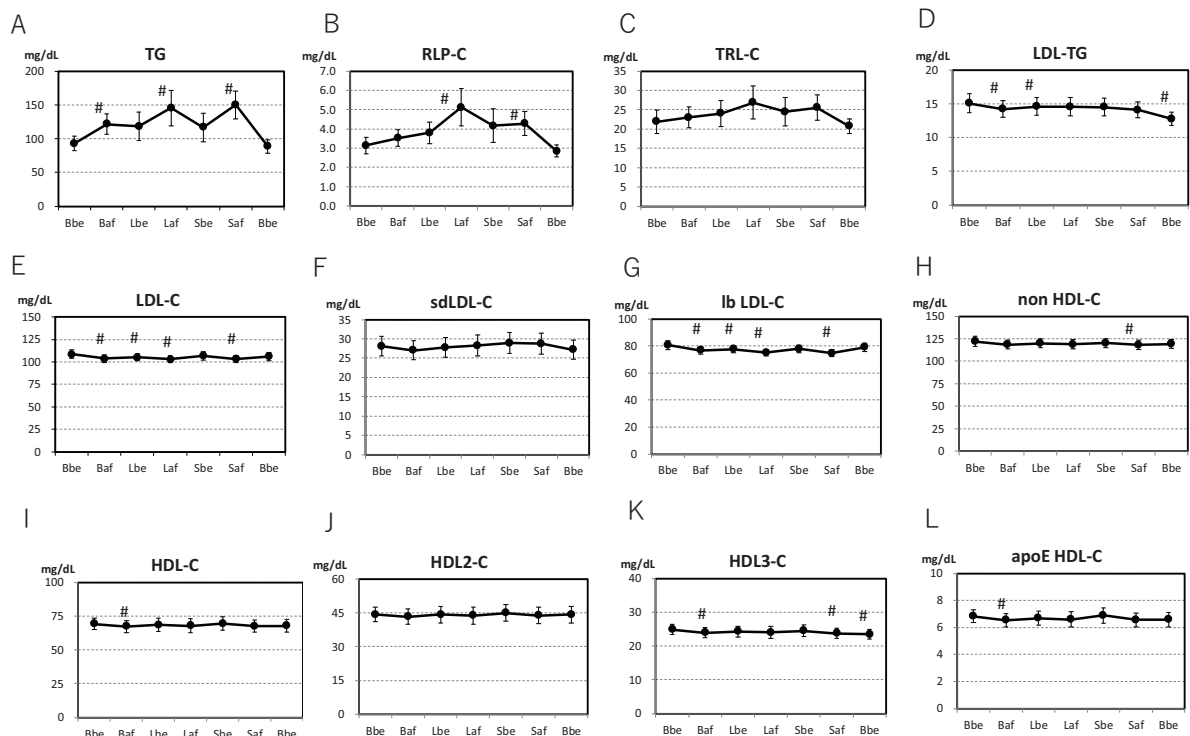 A
mg/dL
TG
200
150
100
50
0
# # #
Bbe Baf Lbe Laf Sbe Saf Bbe
B
mg/dL
RLP-C
7.0
6.0
5.0
4.0
3.0
2.0
1.0
0.0
# #
Bbe Baf Lbe Laf Sbe Saf Bbe
C
mg/dL
TRL-C
35
30
25
20
15
10
5
0
Bbe Baf Lbe Laf Sbe Saf Bbe
D
mg/dL
LDL-TG
20
15
10
5
0
# # #
Bbe Baf Lbe Laf Sbe Saf Bbe
E
mg/dL
LDL-C
150
125
100
75
50
25
0
# # # #
Bbe Baf Lbe Laf Sbe Saf Bbe
F
mg/dL
sdLDL-C
35
30
25
20
15
10
5
0
Bbe Baf Lbe Laf Sbe Saf Bbe
G
mg/dL
lb LDL-C
100
80
60
40
20
0
# # # #
Bbe Baf Lbe Laf Sbe Saf Bbe
H
mg/dL
non HDL-C
150
125
100
75
50
25
0
#
Bbe Baf Lbe Laf Sbe Saf Bbe
I
mg/dL
HDL-C
100
75
50
25
0
#
Bbe Baf Lbe Laf Sbe Saf Bbe
J
mg/dL
HDL2-C
60
45
30
15
0
Bbe Baf Lbe Laf Sbe Saf Bbe
K
mg/dL
HDL3-C
40
30
20
10
0
# # #
Bbe Baf Lbe Laf Sbe Saf Bbe
L
mg/dL
apoE HDL-C
10
8
6
4
2
0
#
Bbe Baf Lbe Laf Sbe Saf Bbe